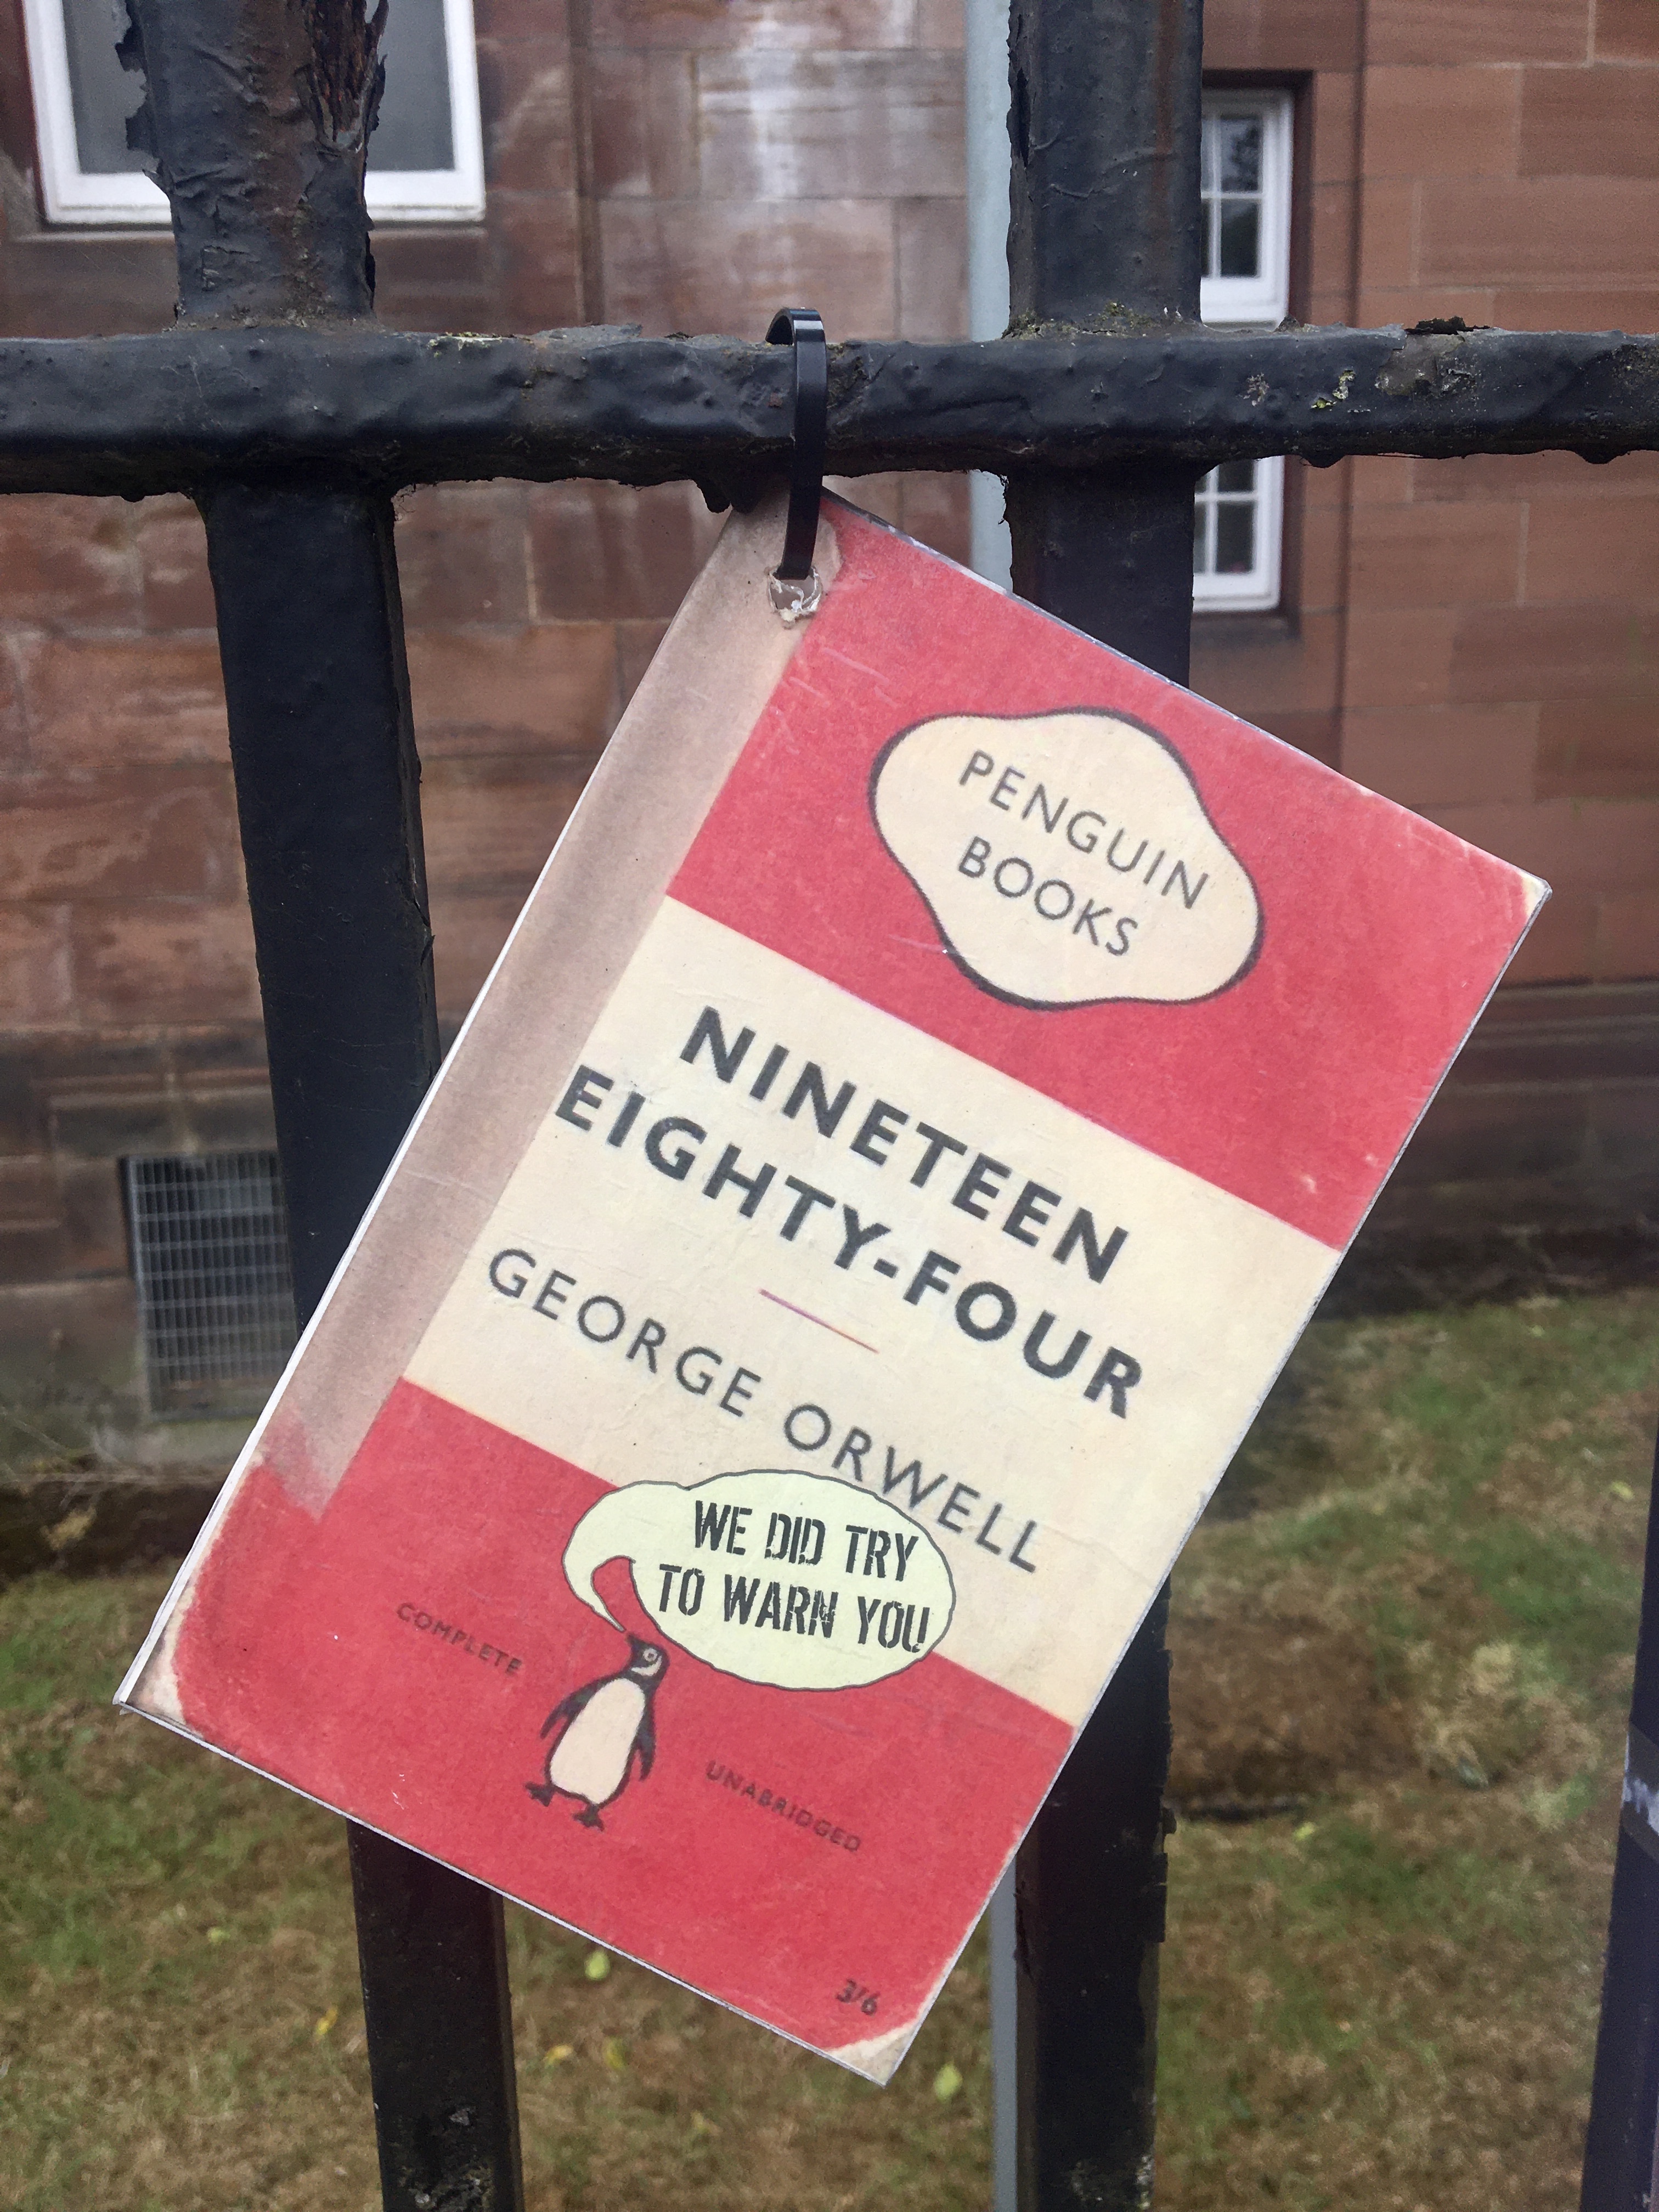 PENGUIN
BOOKS
NINETEEN
EIGHTY-FOUR
GEORGE ORWELL
WE DID TRY
TO WARN YOU
COMPLETE
UNABRIDGED
3/6